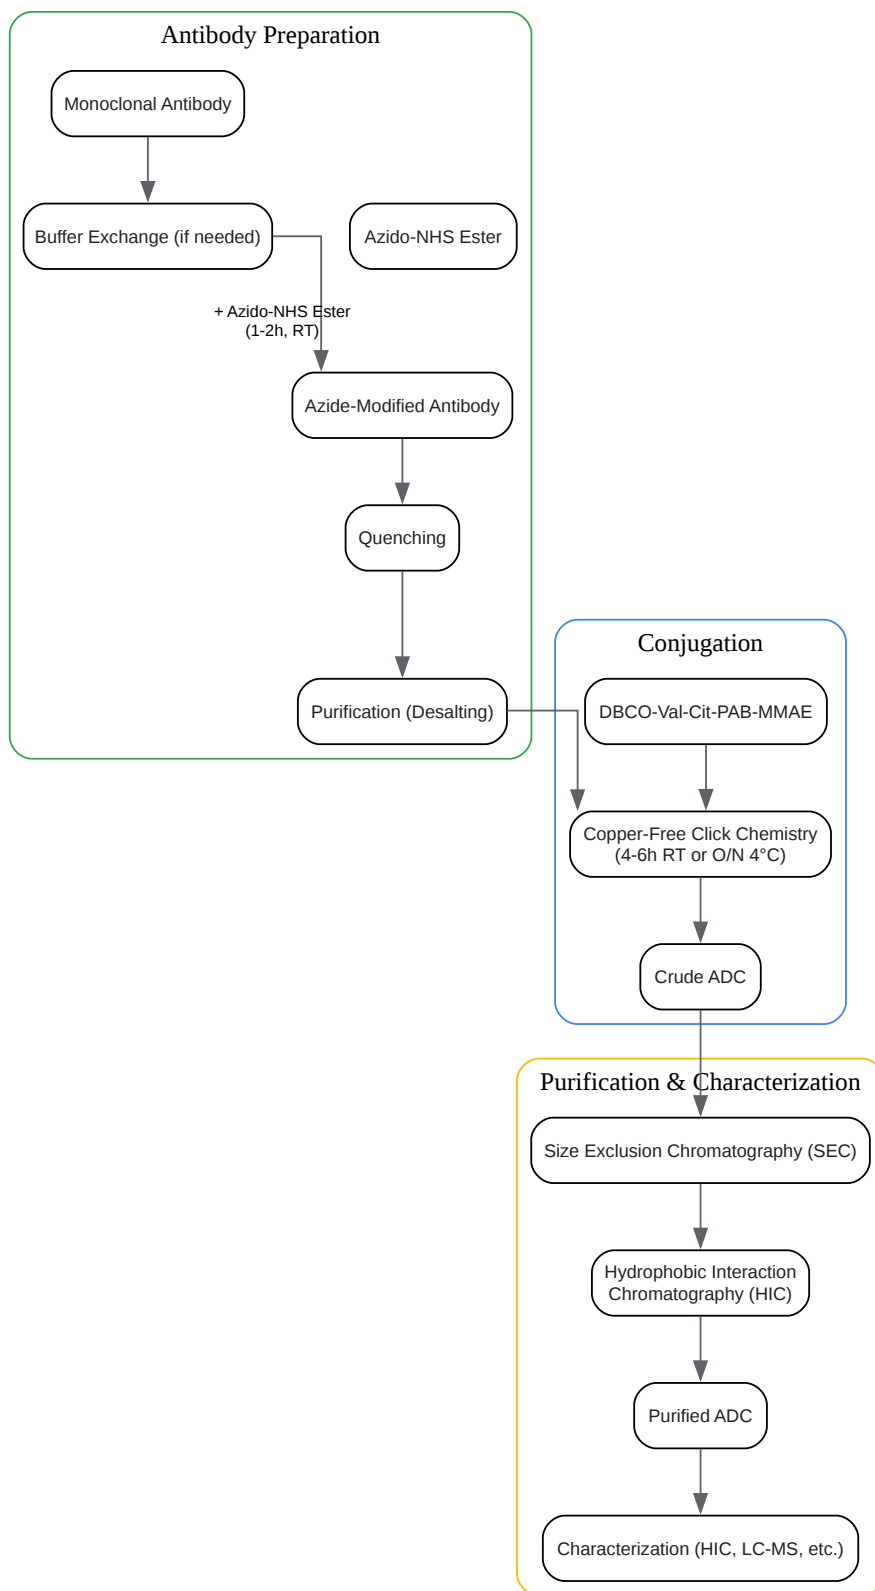 Antibody Preparation
Monoclonal Antibody
Buffer Exchange (if needed)
Azido-NHS Ester
+ Azido-NHS Ester
(1-2h, RT)
Azide-Modified Antibody
Quenching
Purification (Desalting)
Conjugation
DBCO-Val-Cit-PAB-MMAE
Copper-Free Click Chemistry
(4-6h RT or O/N 4°C)
Crude ADC
Purification & Characterization
Size Exclusion Chromatography (SEC)
Hydrophobic Interaction
Chromatography (HIC)
Purified ADC
Characterization (HIC, LC-MS, etc.)